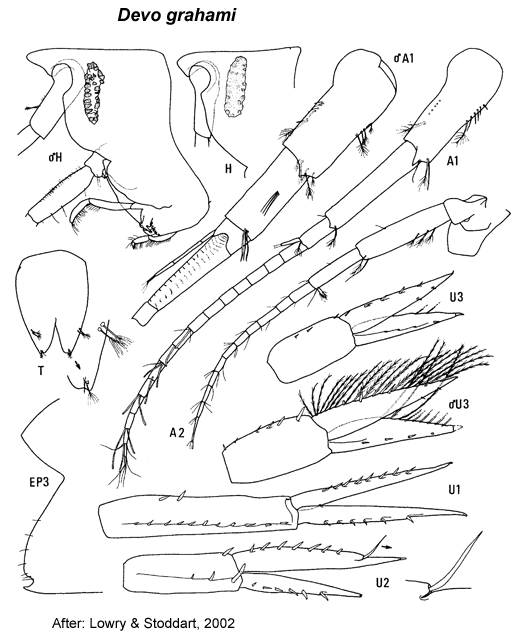 Devo grahami
♂A1
♂H
H
A1
U3
T
♂U3
A2
EP3
U1
U2
After: Lowry & Stoddart, 2002